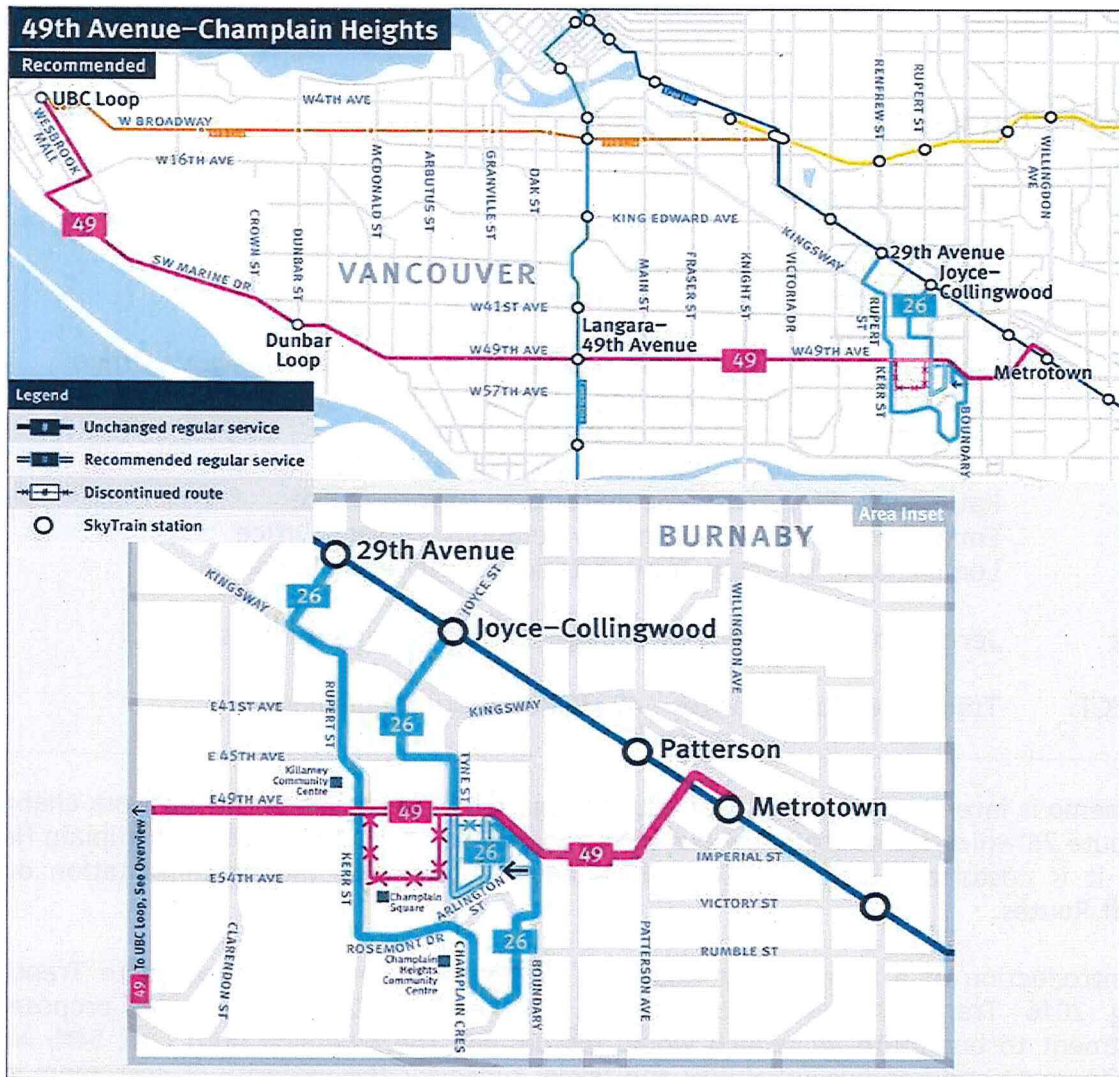 49th Avenue–Champlain Heights
Recommended
UBC Loop
WESBROOK
MALL
W4TH AVE
W BROADWAY
W16TH AVE
49
CROWN ST
DUNBAR ST
MCDONALD ST
ARBUTUS ST
GRANVILLE ST
OAK ST
KING EDWARD AVE
RENFREW ST
RUPERT ST
WILLINGDON
AVE
KINGSWAY
29th Avenue
Joyce–
Collingwood
VANCOUVER
SW MARINE DR
MAIN ST
FRASER ST
KNIGHT ST
VICTORIA DR
W41ST AVE
26
RUPERT
ST
Dunbar
Loop
W49TH AVE
Langara–
49th Avenue
49
W49TH AVE
Metrotown
W57TH AVE
KERR ST
BOUNDARY
Legend
# Unchanged regular service
# Recommended regular service
# Discontinued route
SkyTrain station
Area Inset
BURNABY
29th Avenue
KINGSWAY
26
JOYCE ST
Joyce–Collingwood
WILLINGDON AVE
RUPERT ST
E41ST AVE
26
KINGSWAY
Patterson
E 45TH AVE
TYNE ST
Killarney
Community
Centre
E49TH AVE
49
Metrotown
26
49
IMPERIAL ST
E54TH AVE
KERR ST
Champlain
Square
ARLINGTON
ST
VICTORY ST
49 To UBC Loop, See Overview
CLARENDON ST
ROSEMONT DR
26
RUMBLE ST
Champlain
Heights
Community
Centre
CHAMPLAIN CRES
BOUNDARY
PATTERSON AVE